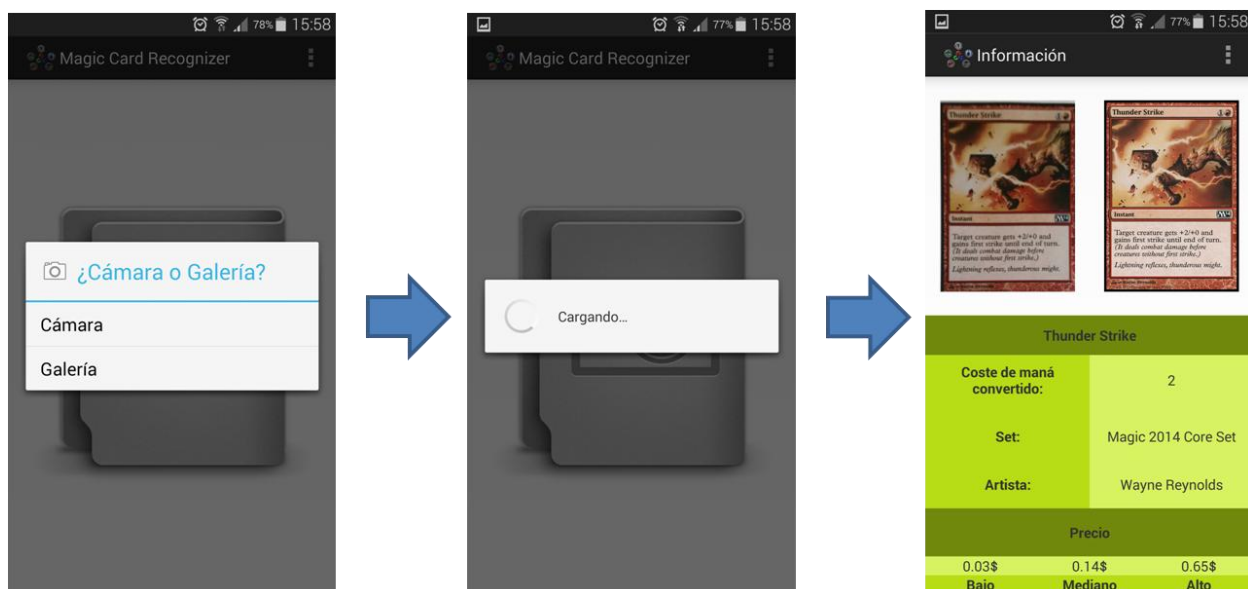 78% 15:58
Magic Card Recognizer
¿Cámara o Galería?
Cámara
Galería
77% 15:58
Magic Card Recognizer
Cargando...
77% 15:58
Información
Thunder Strike
Instant
Target creature gets +2/+0 and
gains first strike until end of turn.
(It deals combat damage before
creatures without first strike.)
Lightning reflexes, thunderous might.
Thunder Strike
Instant
Target creature gets +2/+0 and
gains first strike until end of turn.
(It deals combat damage before
creatures without first strike.)
Lightning reflexes, thunderous might.
Thunder Strike
Coste de maná
convertido:
2
Set:
Magic 2014 Core Set
Artista:
Wayne Reynolds
Precio
0.03$ 0.14$ 0.65$
Bajo Mediano Alto